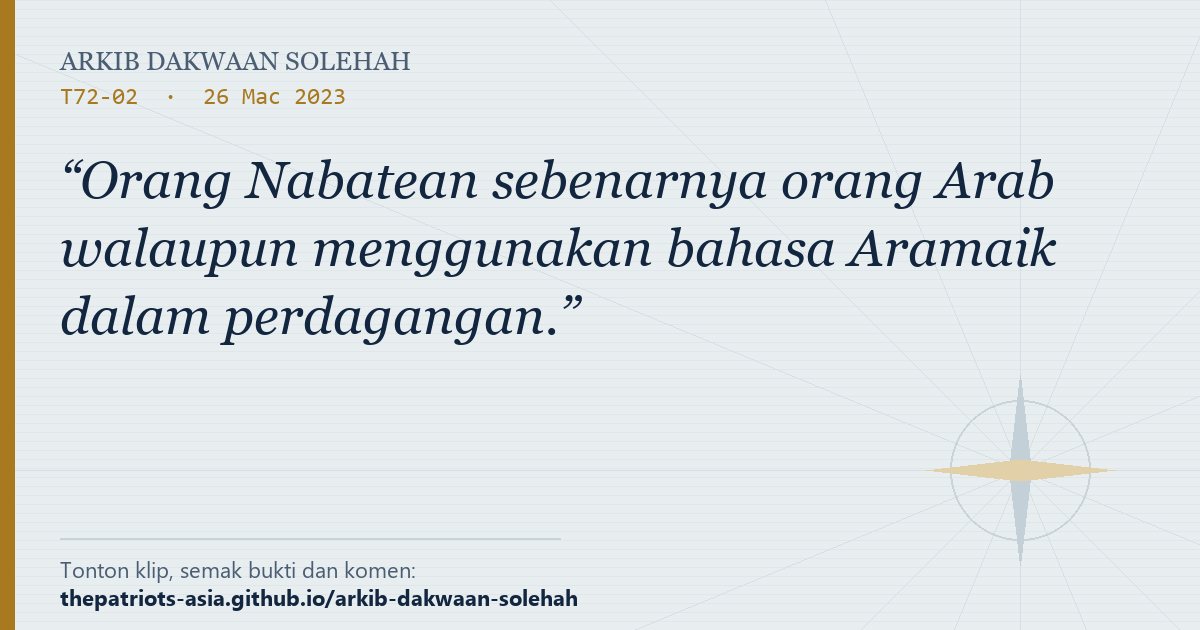 ARKIB DAKWAAN SOLEHAH
T72-02 · 26 Mac 2023
“Orang Nabatean sebenarnya orang Arab
walaupun menggunakan bahasa Aramaik
dalam perdagangan.”
Tonton klip, semak bukti dan komen:
thepatriots-asia.github.io/arkib-dakwaan-solehah